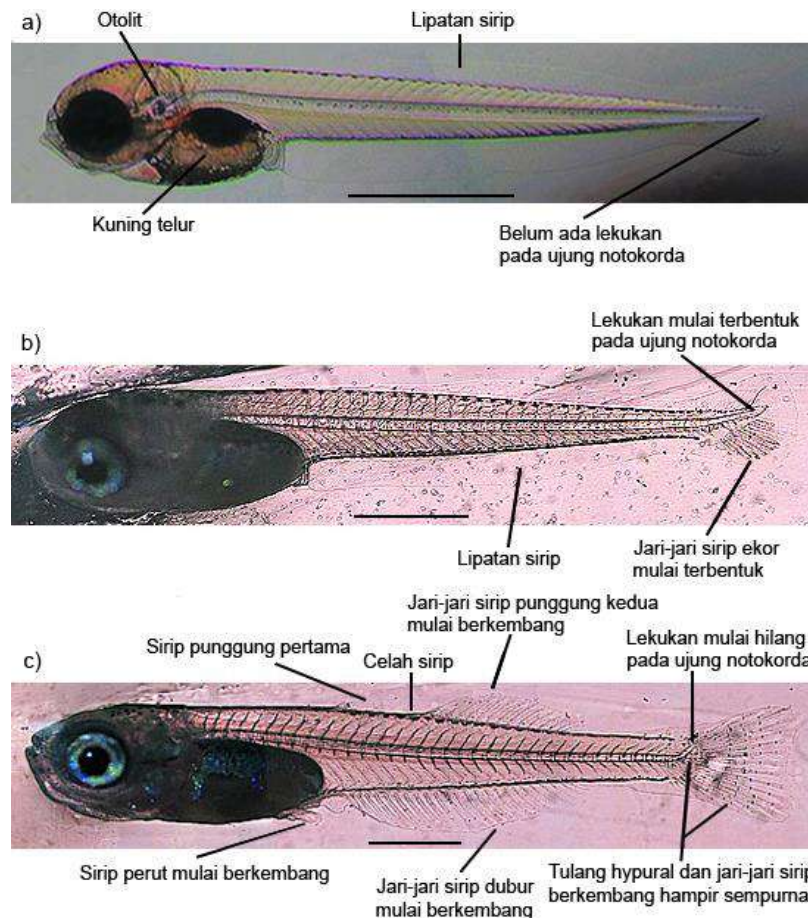 a)
Otolit
Lipatan sirip
Kuning telur
Belum ada lekukan
pada ujung notokorda
b)
Lekukan mulai terbentuk
pada ujung notokorda
Lipatan sirip
Jari-jari sirip ekor
mulai terbentuk
c)
Sirip punggung pertama
Celah sirip
Jari-jari sirip punggung kedua
mulai berkembang
Lekukan mulai hilang
pada ujung notokorda
Sirip perut mulai berkembang
Jari-jari sirip dubur
mulai berkembang
Tulang hypural dan jari-jari sirip
berkembang hampir sempurna